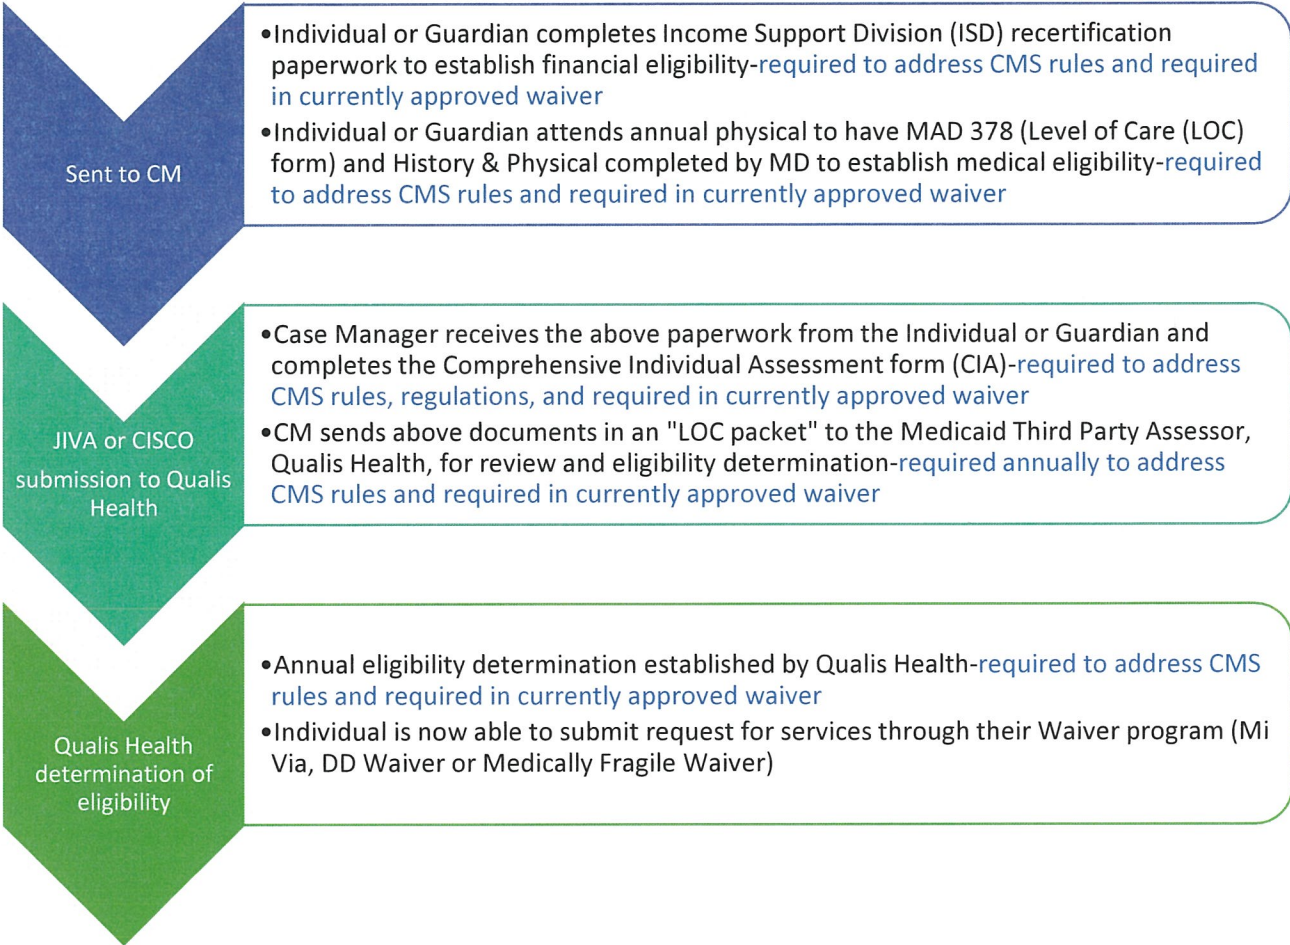 Sent to CM
•Individual or Guardian completes Income Support Division (ISD) recertification
paperwork to establish financial eligibility-required to address CMS rules and required
in currently approved waiver
•Individual or Guardian attends annual physical to have MAD 378 (Level of Care (LOC)
form) and History & Physical completed by MD to establish medical eligibility-required
to address CMS rules and required in currently approved waiver
JIVA or CISCO
submission to Qualis
Health
•Case Manager receives the above paperwork from the Individual or Guardian and
completes the Comprehensive Individual Assessment form (CIA)-required to address
CMS rules, regulations, and required in currently approved waiver
•CM sends above documents in an "LOC packet" to the Medicaid Third Party Assessor,
Qualis Health, for review and eligibility determination-required annually to address
CMS rules and required in currently approved waiver
Qualis Health
determination of
eligibility
•Annual eligibility determination established by Qualis Health-required to address CMS
rules and required in currently approved waiver
•Individual is now able to submit request for services through their Waiver program (Mi
Via, DD Waiver or Medically Fragile Waiver)